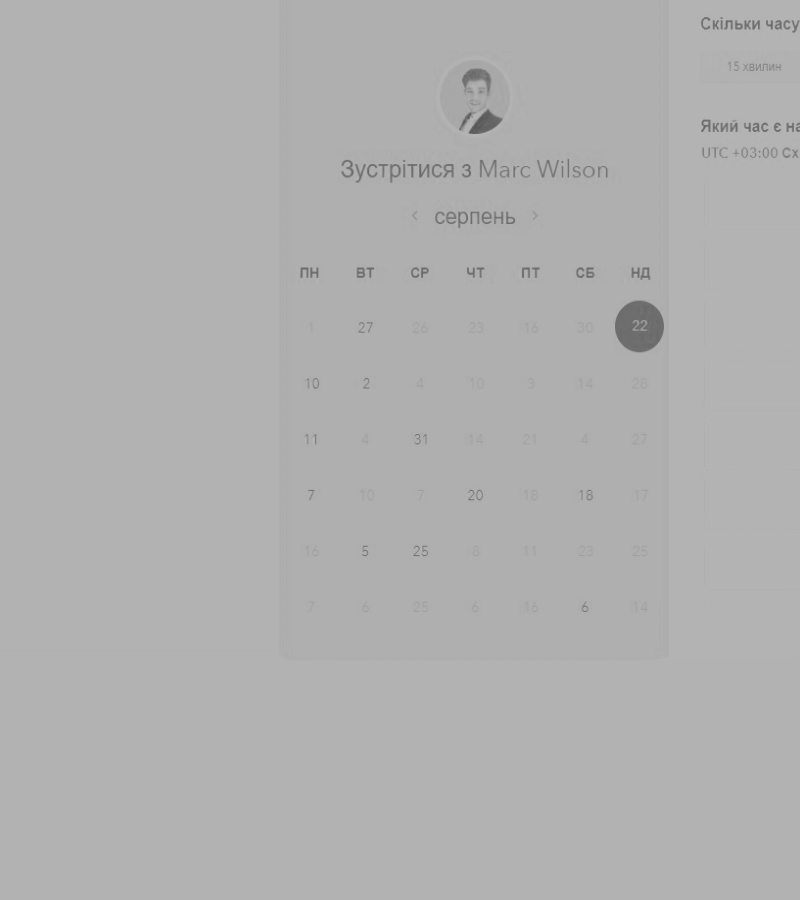 Скільки часу
15 хвилин
Який час є на
UTC +03:00 Сх
Зустрітися з Marc Wilson
серпень
ПН ВТ СР ЧТ ПТ СБ НД
1 27 26 23 16 30 22
10 2 4 10 3 14 28
11 4 31 14 21 4 27
7 10 7 20 18 18 17
16 5 25 8 11 23 25
7 6 25 6 16 6 14